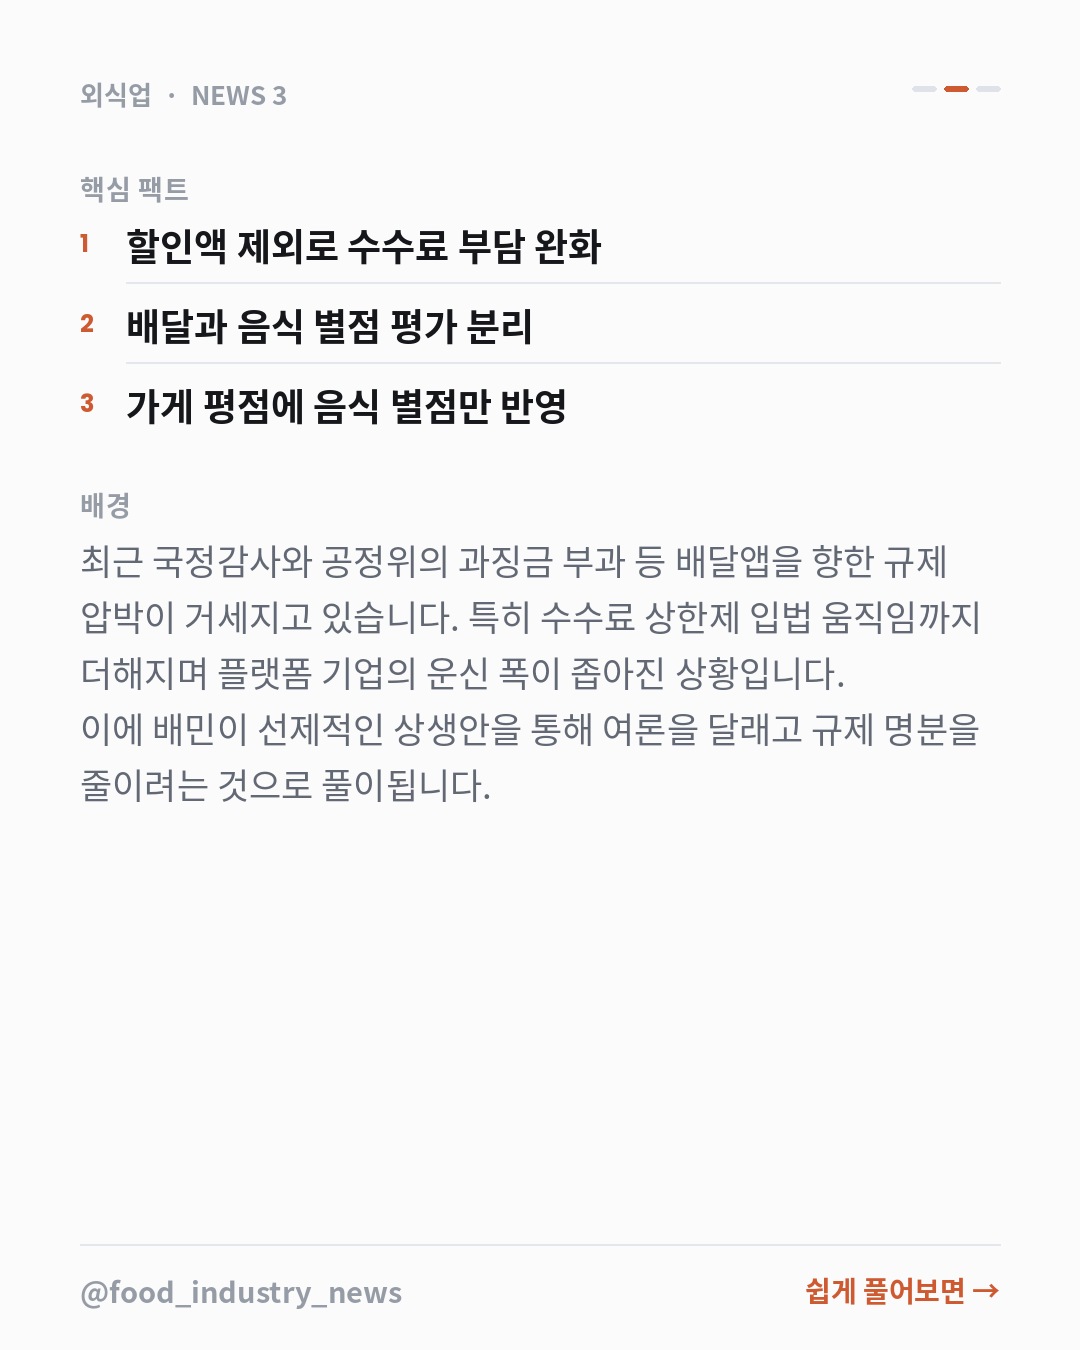 외식업 · NEWS 3
핵심 팩트
1 할인액 제외로 수수료 부담 완화
2 배달과 음식 별점 평가 분리
3 가게 평점에 음식 별점만 반영
배경
최근 국정감사와 공정위의 과징금 부과 등 배달앱을 향한 규제
압박이 거세지고 있습니다. 특히 수수료 상한제 입법 움직임까지
더해지며 플랫폼 기업의 운신 폭이 좁아진 상황입니다.
이에 배민이 선제적인 상생안을 통해 여론을 달래고 규제 명분을
줄이려는 것으로 풀이됩니다.
@food_industry_news
쉽게 풀어보면 →